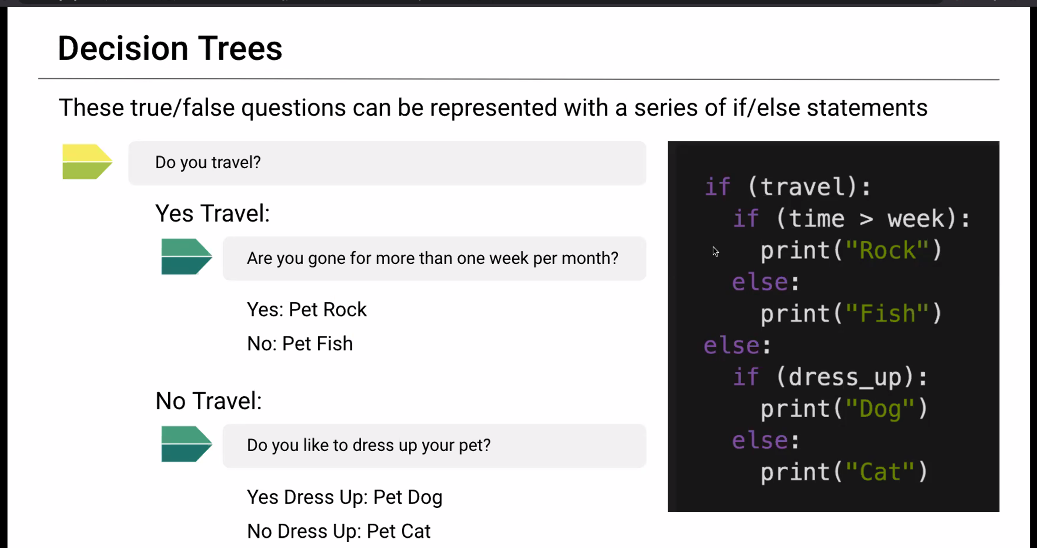 Decision Trees
These true/false questions can be represented with a series of if/else statements
Do you travel?
Yes Travel:
Are you gone for more than one week per month?
Yes: Pet Rock
No: Pet Fish
No Travel:
Do you like to dress up your pet?
Yes Dress Up: Pet Dog
No Dress Up: Pet Cat
if (travel):
if (time > week):
print("Rock")
else:
print("Fish")
else:
if (dress_up):
print("Dog")
else:
print("Cat")